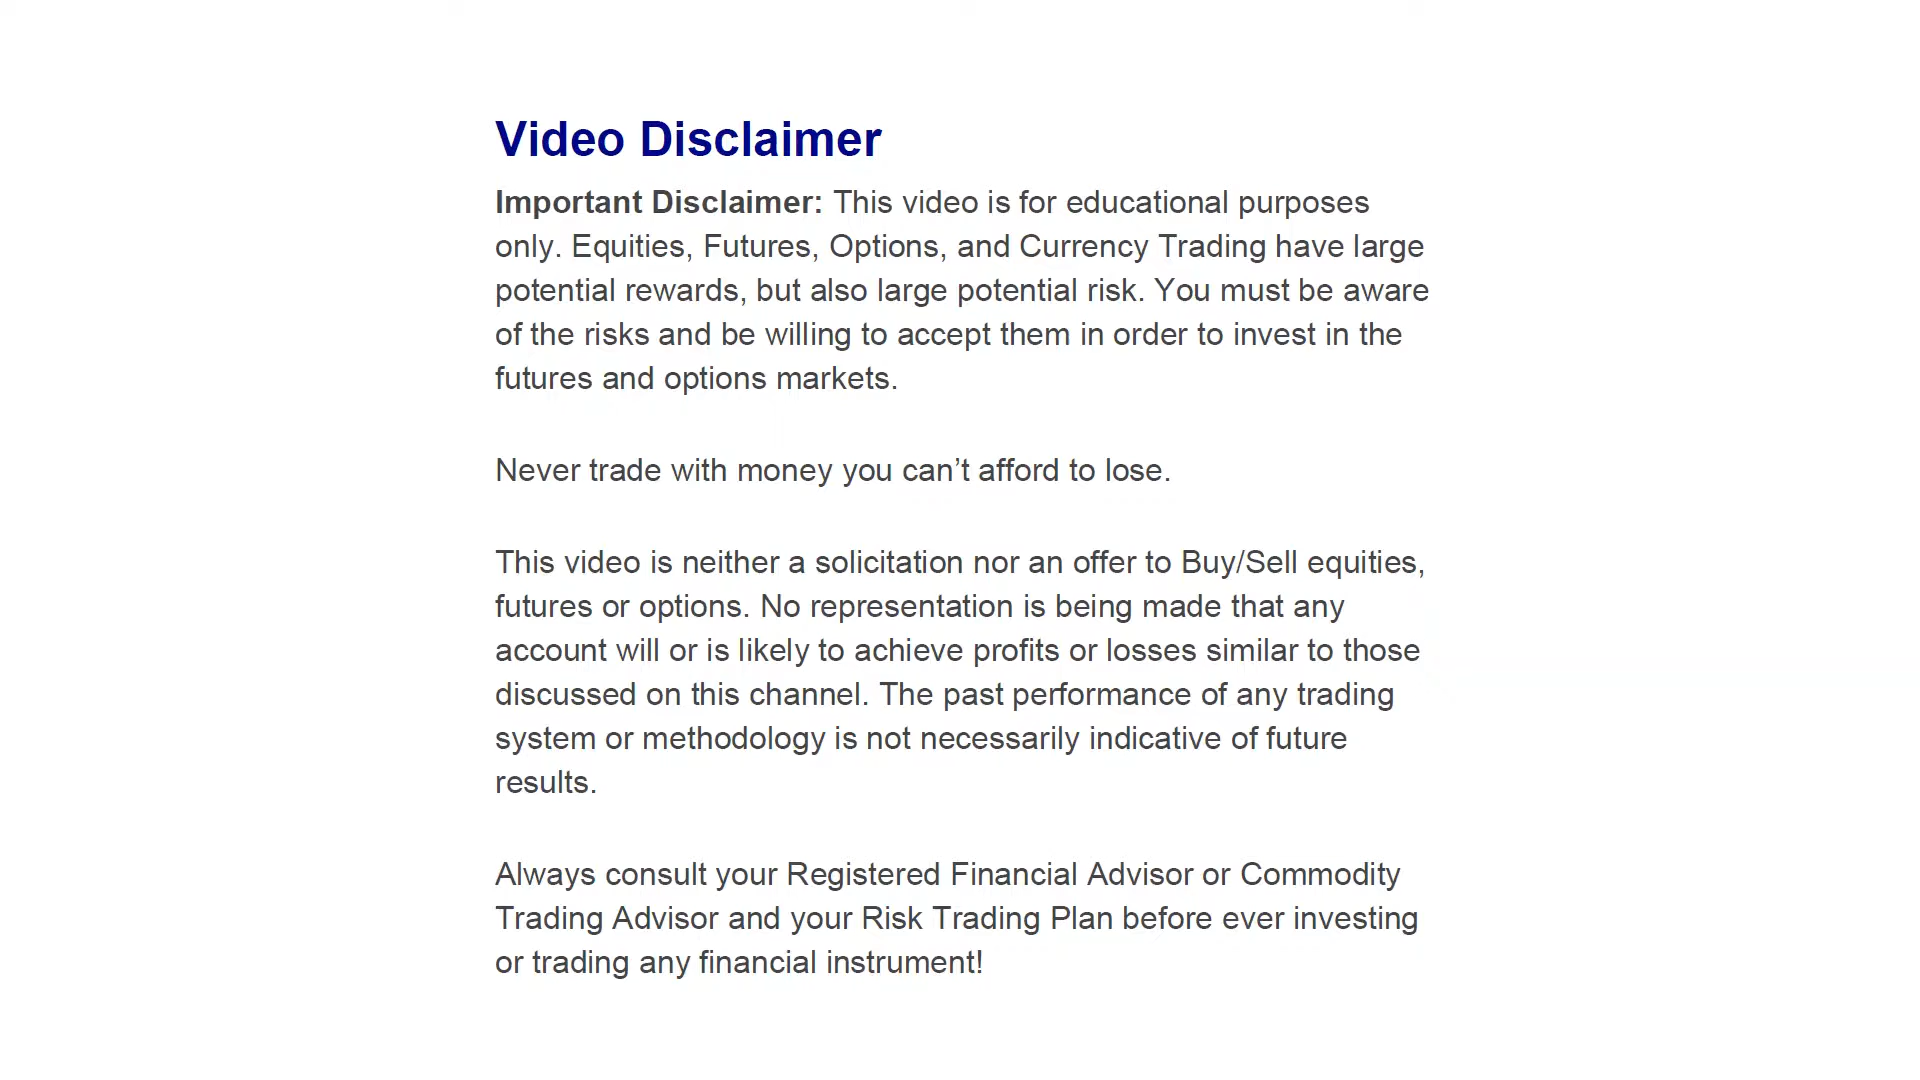 Video Disclaimer
Important Disclaimer: This video is for educational purposes
only. Equities, Futures, Options, and Currency Trading have large
potential rewards, but also large potential risk. You must be aware
of the risks and be willing to accept them in order to invest in the
futures and options markets.
Never trade with money you can’t afford to lose.
This video is neither a solicitation nor an offer to Buy/Sell equities,
futures or options. No representation is being made that any
account will or is likely to achieve profits or losses similar to those
discussed on this channel. The past performance of any trading
system or methodology is not necessarily indicative of future
results.
Always consult your Registered Financial Advisor or Commodity
Trading Advisor and your Risk Trading Plan before ever investing
or trading any financial instrument!